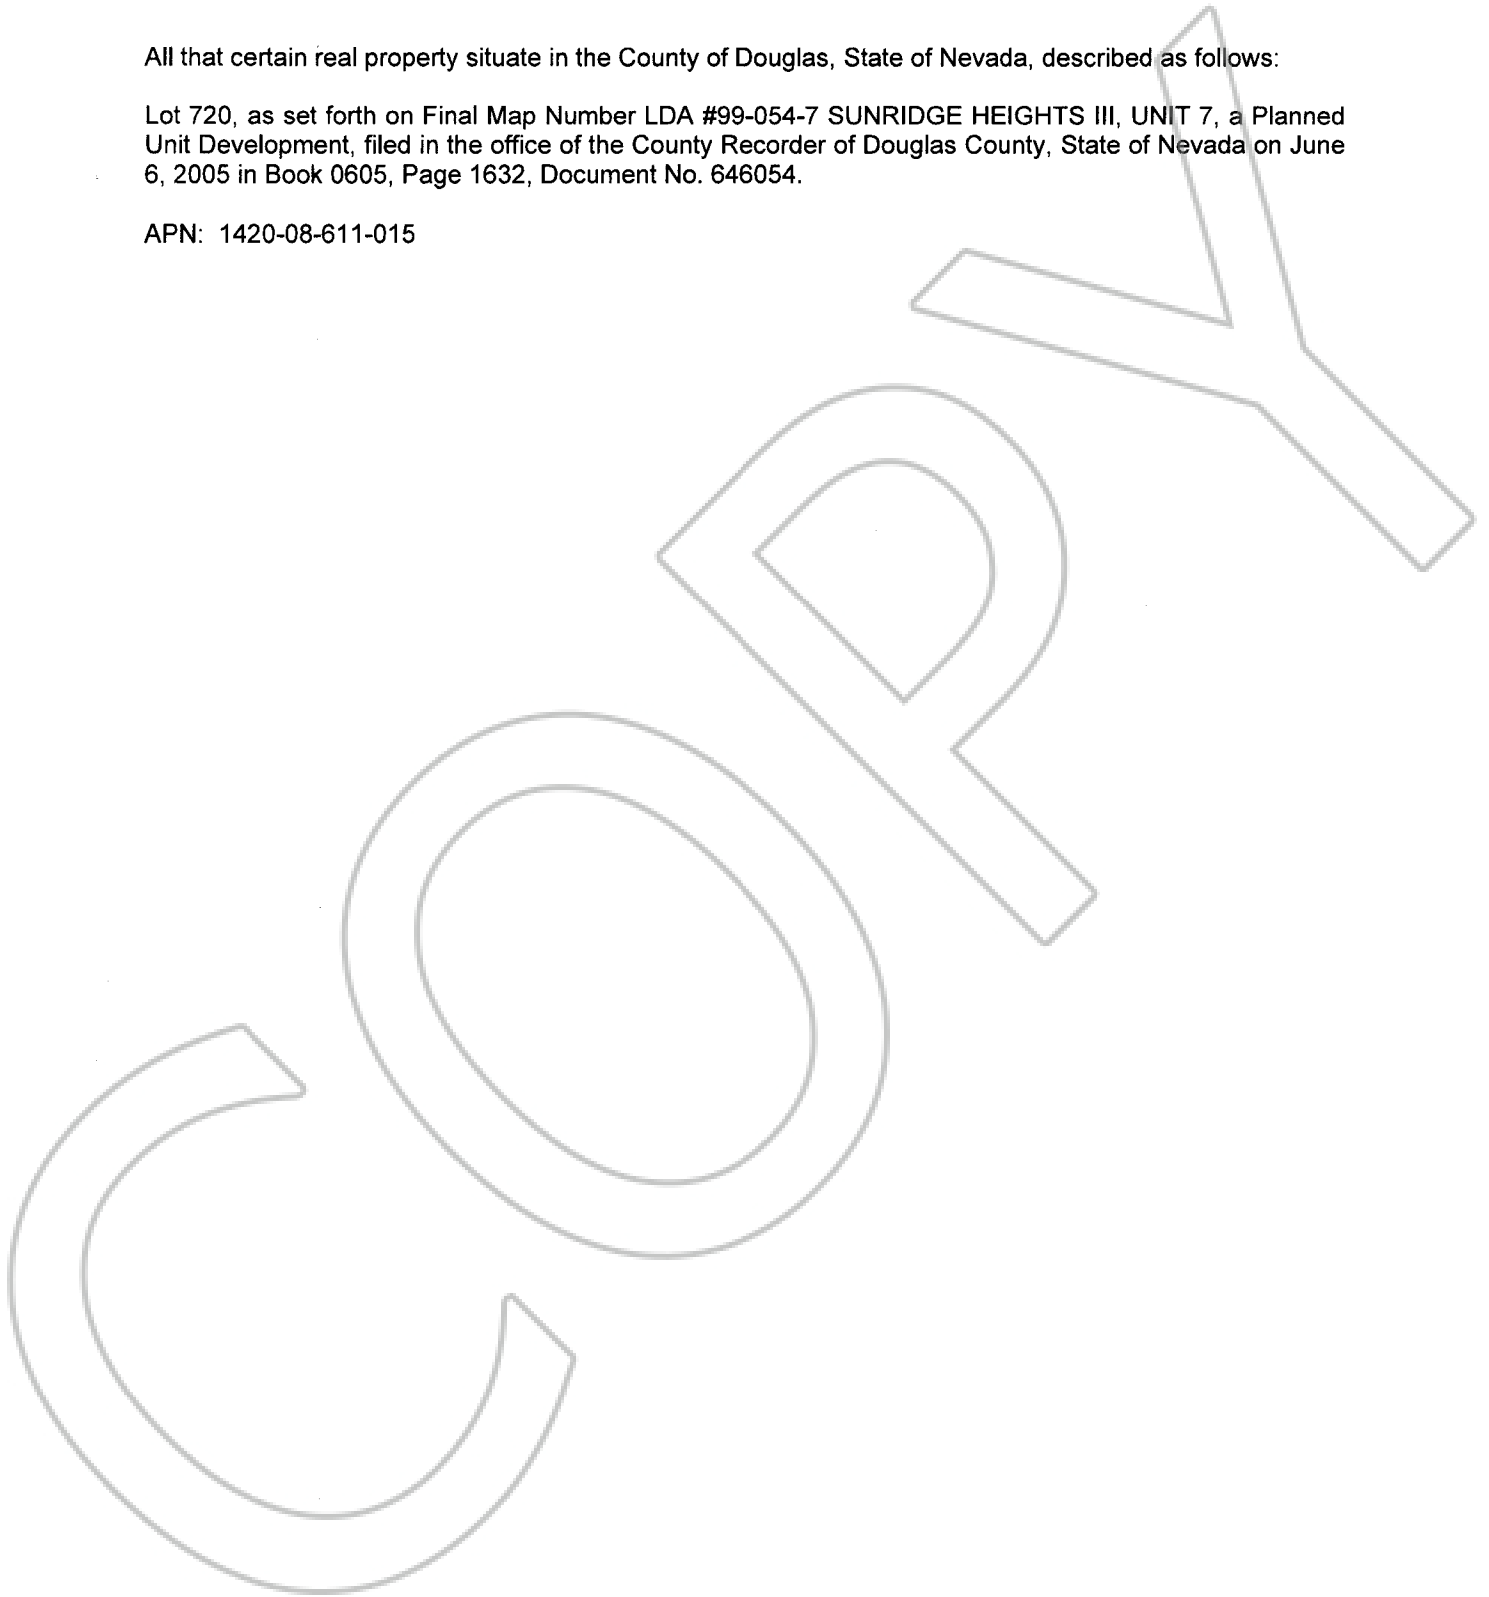 All that certain real property situate in the County of Douglas, State of Nevada, described as follows:
Lot 720, as set forth on Final Map Number LDA #99-054-7 SUNRIDGE HEIGHTS III, UNIT 7, a Planned
Unit Development, filed in the office of the County Recorder of Douglas County, State of Nevada on June
6, 2005 in Book 0605, Page 1632, Document No. 646054.
APN: 1420-08-611-015
COPY